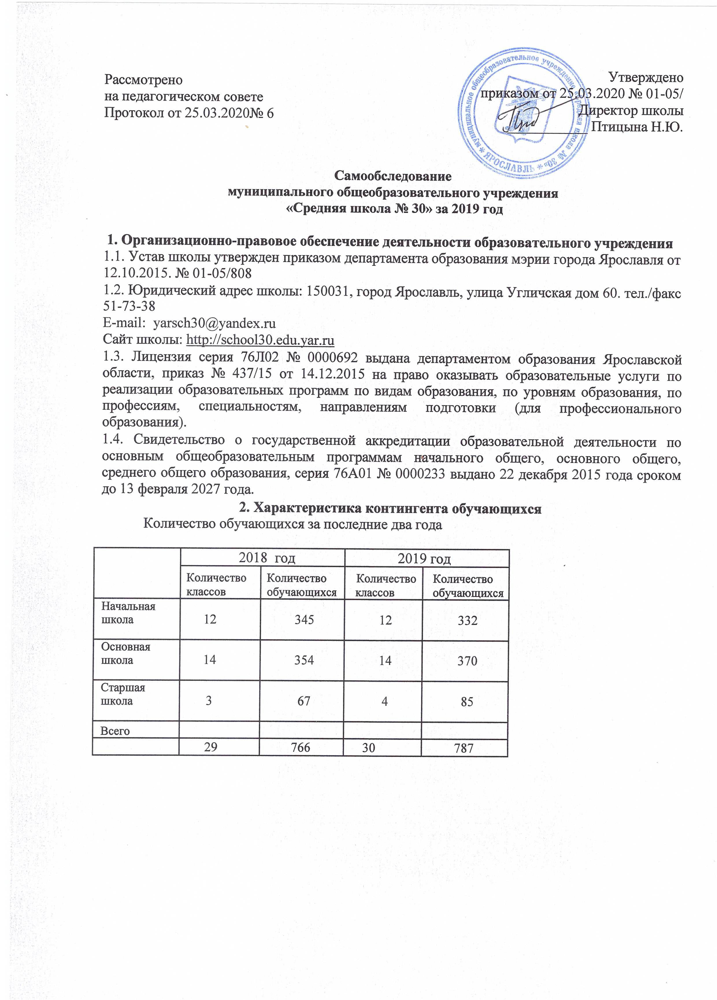 Рассмотрено
на педагогическом совете
Протокол от 25.03.2020№ 6
Утверждено
приказом от 25.03.2020 № 01-05/
Директор школы
Птицына Н.Ю.
муниципальное общеобразовательное учреждение «Средняя школа № 30» * ЯРОСЛАВЛЬ *
Самообследование
муниципального общеобразовательного учреждения
«Средняя школа № 30» за 2019 год
1. Организационно-правовое обеспечение деятельности образовательного учреждения
1.1. Устав школы утвержден приказом департамента образования мэрии города Ярославля от
12.10.2015. № 01-05/808
1.2. Юридический адрес школы: 150031, город Ярославль, улица Угличская дом 60. тел./факс
51-73-38
E-mail: yarsch30@yandex.ru
Сайт школы: http://school30.edu.yar.ru
1.3. Лицензия серия 76Л02 № 0000692 выдана департаментом образования Ярославской
области, приказ № 437/15 от 14.12.2015 на право оказывать образовательные услуги по
реализации образовательных программ по видам образования, по уровням образования, по
профессиям, специальностям, направлениям подготовки (для профессионального
образования).
1.4. Свидетельство о государственной аккредитации образовательной деятельности по
основным общеобразовательным программам начального общего, основного общего,
среднего общего образования, серия 76А01 № 0000233 выдано 22 декабря 2015 года сроком
до 13 февраля 2027 года.
2. Характеристика контингента обучающихся
Количество обучающихся за последние два года
2018 год 2019 год
Количество классов Количество обучающихся Количество классов Количество обучающихся
Начальная школа 12 345 12 332
Основная школа 14 354 14 370
Старшая школа 3 67 4 85
Всего
29 766 30 787